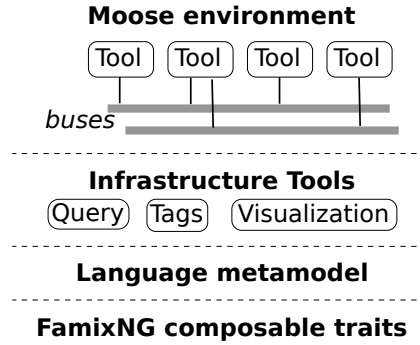 Moose environment
Tool Tool Tool Tool
buses
Infrastructure Tools
Query Tags Visualization
Language metamodel
FamixNG composable traits